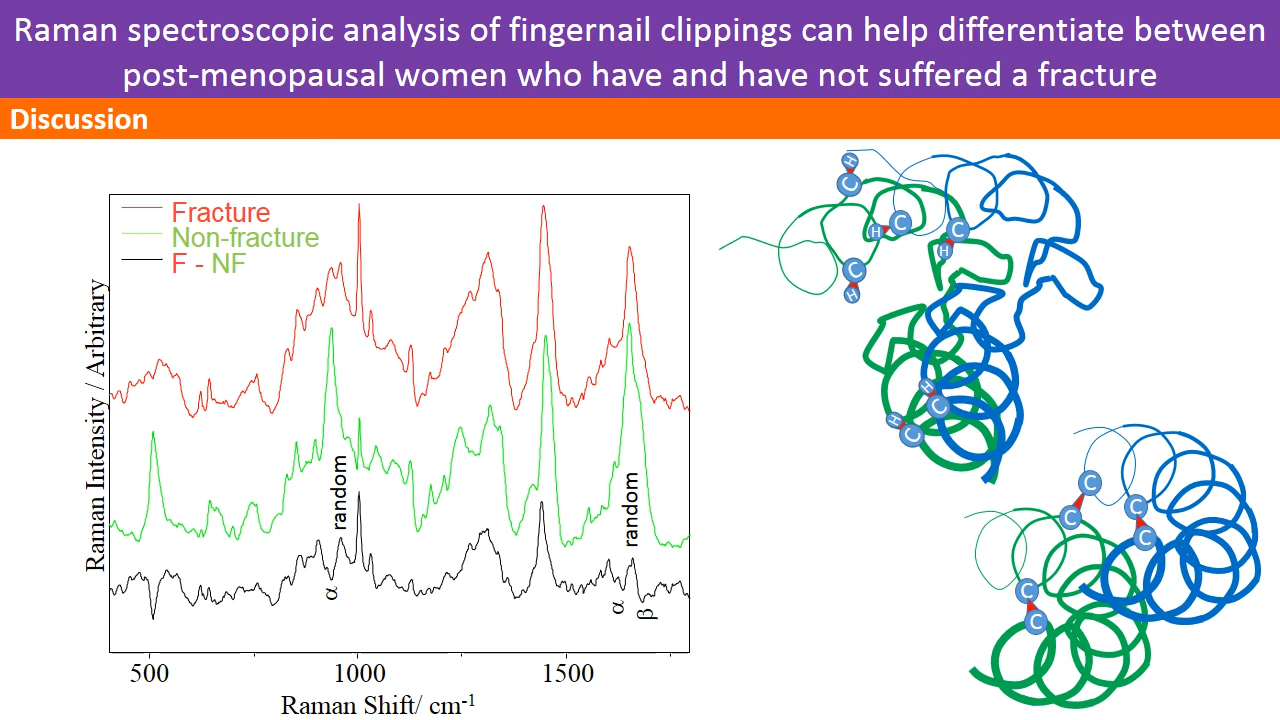 Raman spectroscopic analysis of fingernail clippings can help differentiate between
post-menopausal women who have and have not suffered a fracture
Discussion
Fracture
Non-fracture
F - NF
Raman Intensity / Arbitrary
random
random
α
α
β
500
1000
1500
Raman Shift/ cm-1
H
C
C
H
C
H
C
H
H
C
H
C
C
C
C
C
C
C